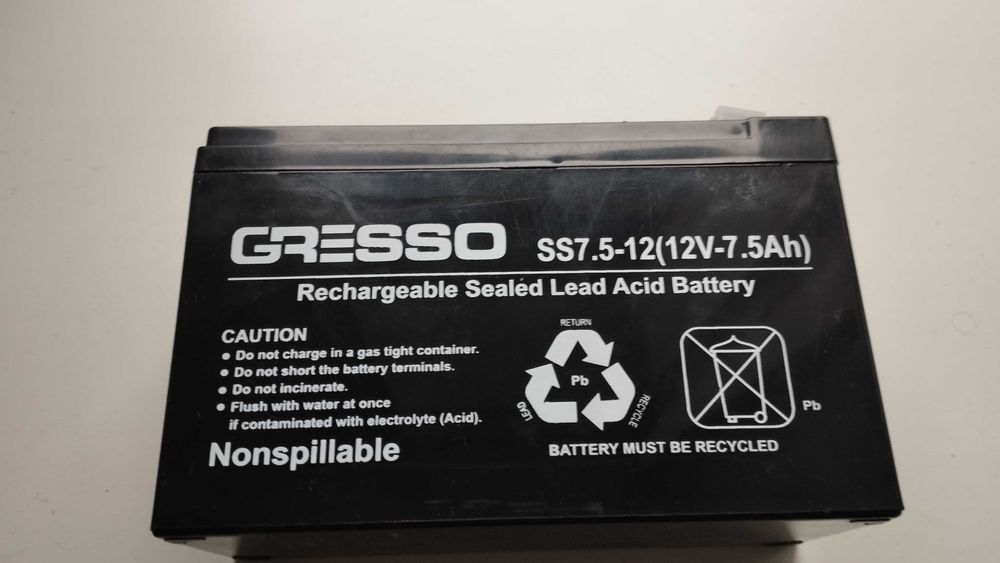 GRESSO SS7.5-12(12V-7.5Ah)
Rechargeable Sealed Lead Acid Battery
CAUTION
• Do not charge in a gas tight container.
• Do not short the battery terminals.
• Do not incinerate.
• Flush with water at once
if contaminated with electrolyte (Acid).
Nonspillable
RETURN
Pb
LEAD
RECYCLE
Pb
BATTERY MUST BE RECYCLED